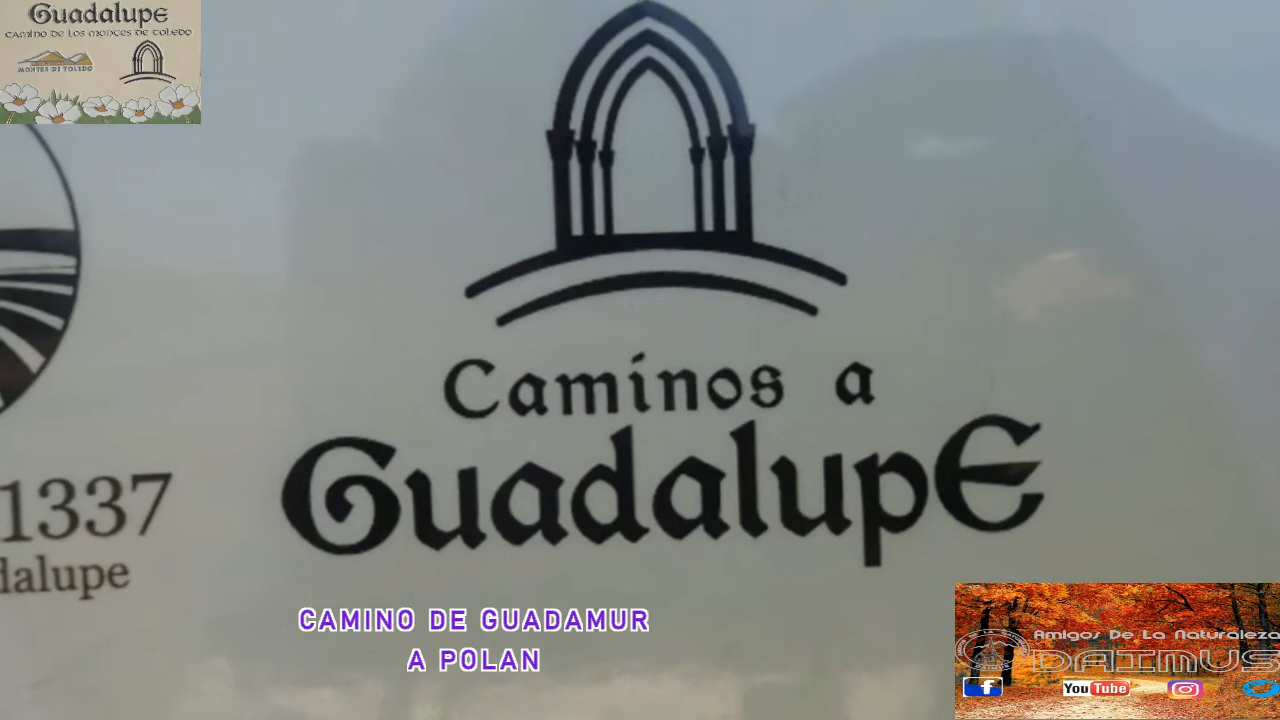 Guadalupe
CAMINO DE LOS MONTES DE TOLEDO
MONTES DE TOLEDO
Caminos a
GuadalupE
1337
dalupe
CAMINO DE GUADAMUR
A POLAN
Amigos De La Naturaleza
DAIMUS
f
YouTube